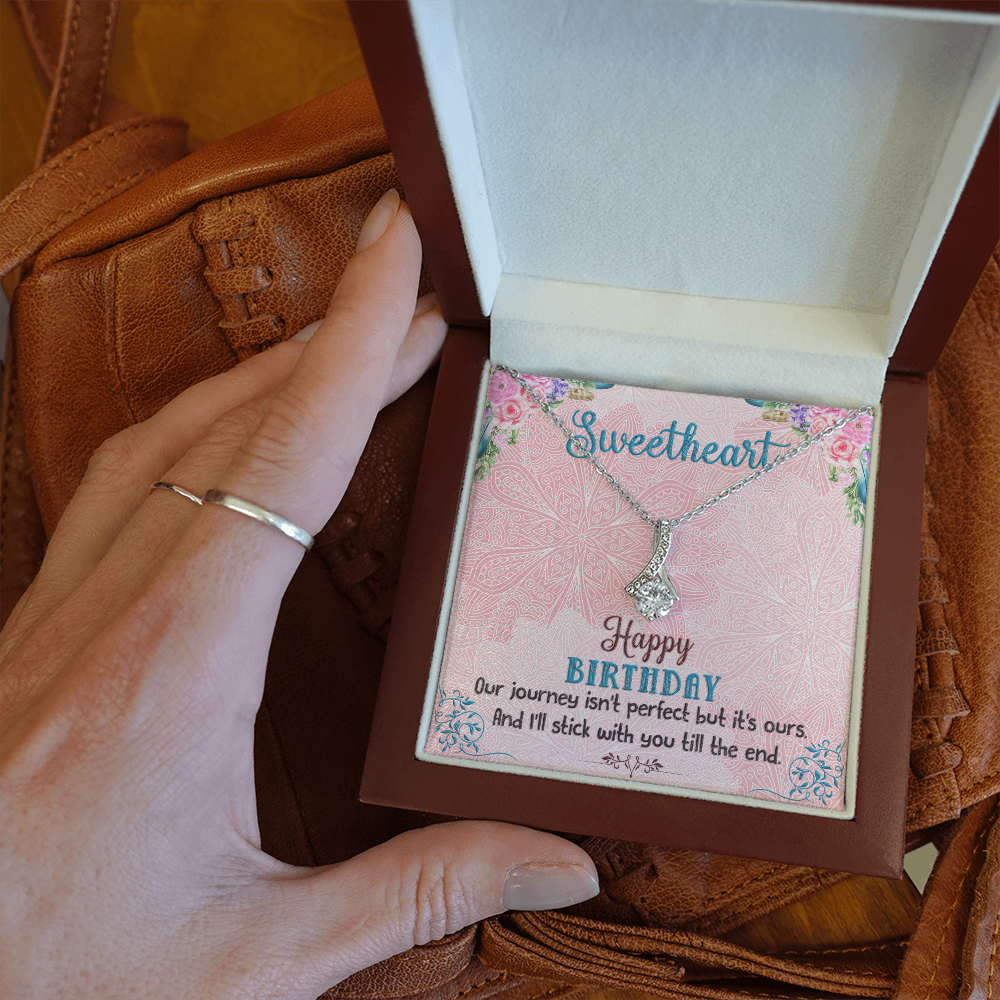 Sweetheart
Happy
BIRTHDAY
Our journey isn't perfect but it's ours,
And I'll stick with you till the end.